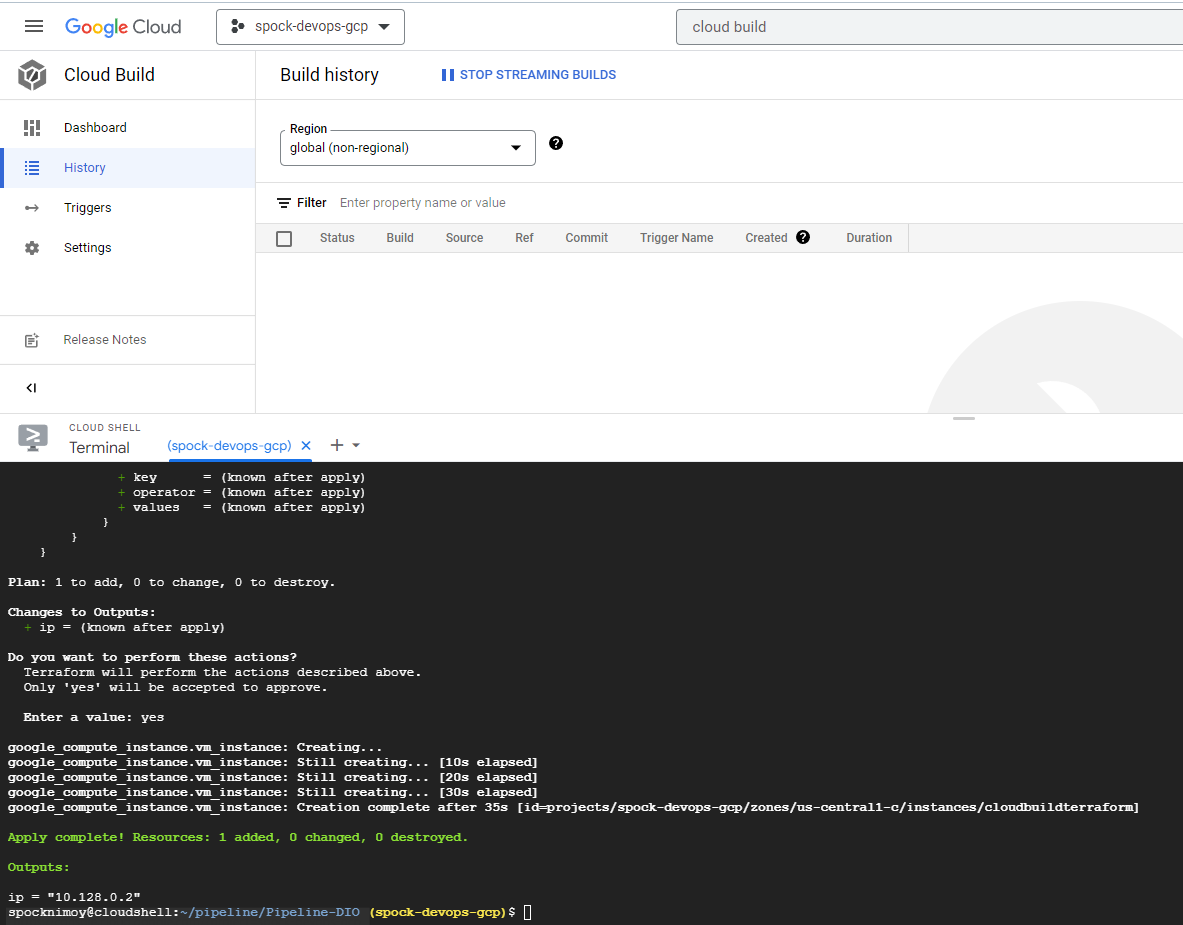 Google Cloud
spock-devops-gcp
cloud build
Cloud Build
Build history
STOP STREAMING BUILDS
Dashboard
History
Triggers
Settings
Release Notes
Region
global (non-regional)
?
Filter
Enter property name or value
Status Build Source Ref Commit Trigger Name Created ? Duration
CLOUD SHELL
Terminal
(spock-devops-gcp)
+ key      = (known after apply)
+ operator = (known after apply)
+ values   = (known after apply)
}
}
}
Plan: 1 to add, 0 to change, 0 to destroy.
Changes to Outputs:
+ ip = (known after apply)
Do you want to perform these actions?
Terraform will perform the actions described above.
Only 'yes' will be accepted to approve.
Enter a value: yes
google_compute_instance.vm_instance: Creating...
google_compute_instance.vm_instance: Still creating... [10s elapsed]
google_compute_instance.vm_instance: Still creating... [20s elapsed]
google_compute_instance.vm_instance: Still creating... [30s elapsed]
google_compute_instance.vm_instance: Creation complete after 35s [id=projects/spock-devops-gcp/zones/us-central1-c/instances/cloudbuildterraform]
Apply complete! Resources: 1 added, 0 changed, 0 destroyed.
Outputs:
ip = "10.128.0.2"
spocknimoy@cloudshell:~/pipeline/Pipeline-DIO (spock-devops-gcp)$